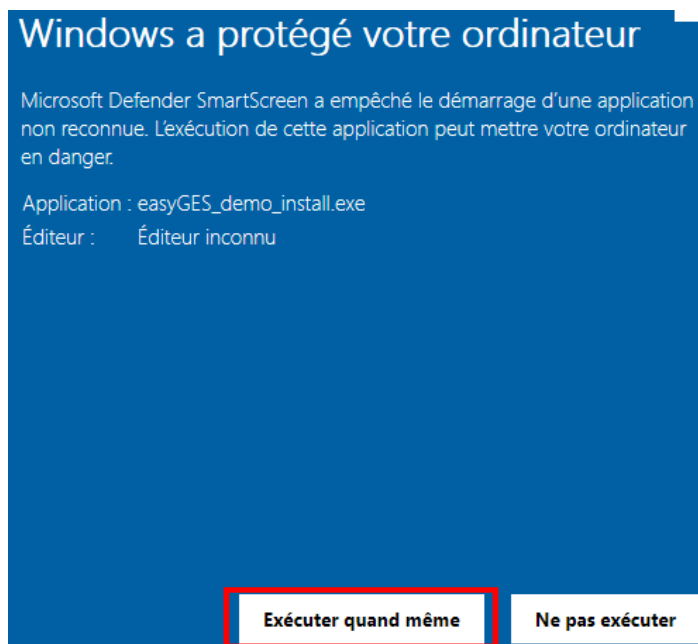 Windows a protégé votre ordinateur
Microsoft Defender SmartScreen a empêché le démarrage d’une application
non reconnue. L’exécution de cette application peut mettre votre ordinateur
en danger.
Application : easyGES_demo_install.exe
Éditeur : Éditeur inconnu
Exécuter quand même Ne pas exécuter